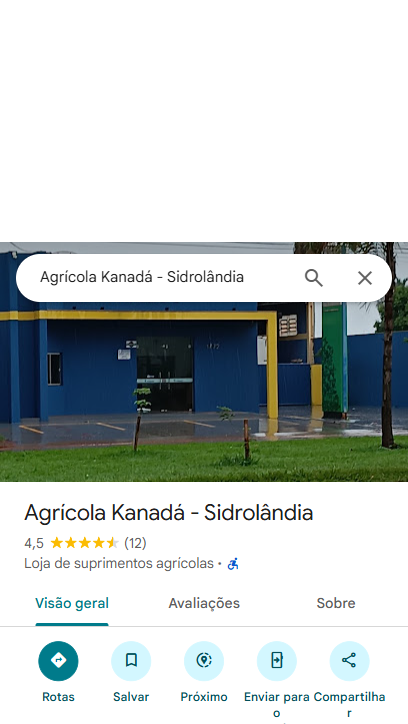 Agrícola Kanadá - Sidrolândia
Agrícola Kanadá - Sidrolândia
4,5 (12)
Loja de suprimentos agrícolas ·
Visão geral
Avaliações
Sobre
Rotas
Salvar
Próximo
Enviar para o
Compartilhar